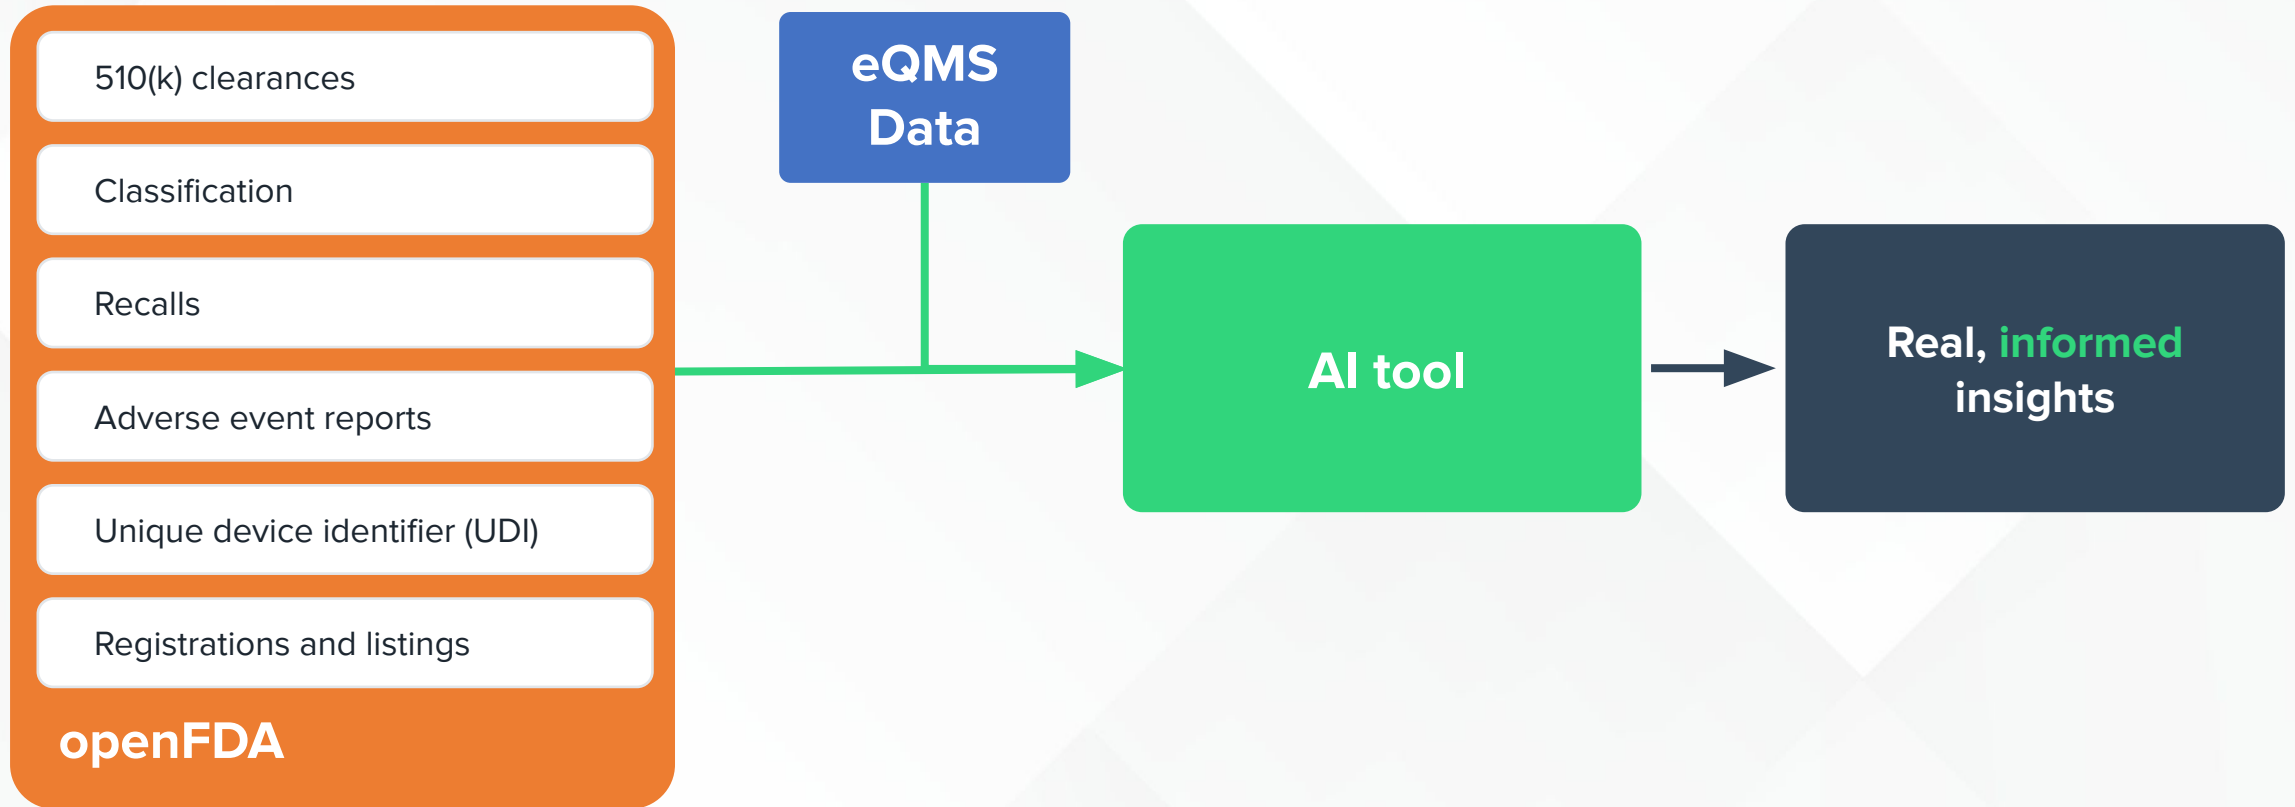 510(k) clearances
Classification
Recalls
Adverse event reports
Unique device identifier (UDI)
Registrations and listings
openFDA
eQMS
Data
AI tool
Real, informed
insights